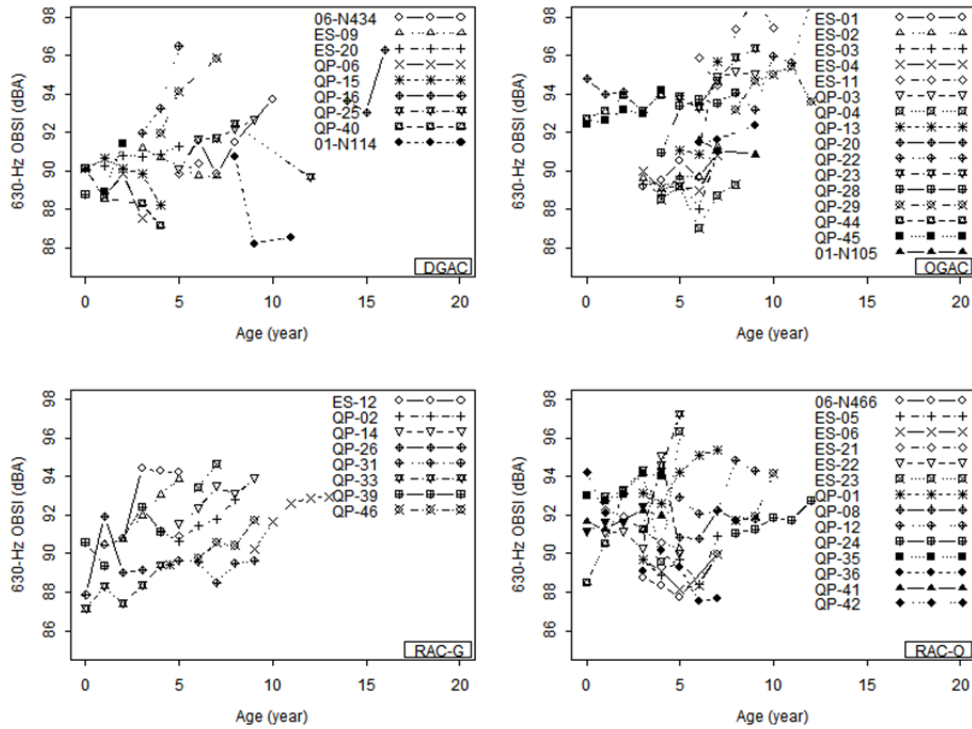 98
96
94
92
90
88
86
630-Hz OBSI (dBA)
06-N434
ES-09
ES-20
QP-06
QP-15
QP-16
QP-25
QP-40
01-N114
DGAC
0 5 10 15 20
Age (year)
98
96
94
92
90
88
86
630-Hz OBSI (dBA)
ES-01
ES-02
ES-03
ES-04
ES-11
QP-03
QP-04
QP-13
QP-20
QP-22
QP-23
QP-28
QP-29
QP-44
QP-45
01-N105
OGAC
0 5 10 15 20
Age (year)
98
96
94
92
90
88
86
630-Hz OBSI (dBA)
ES-12
QP-02
QP-14
QP-26
QP-31
QP-33
QP-39
QP-46
RAC-G
0 5 10 15 20
Age (year)
98
96
94
92
90
88
86
630-Hz OBSI (dBA)
06-N466
ES-05
ES-06
ES-21
ES-22
ES-23
QP-01
QP-08
QP-12
QP-24
QP-35
QP-36
QP-41
QP-42
RAC-O
0 5 10 15 20
Age (year)